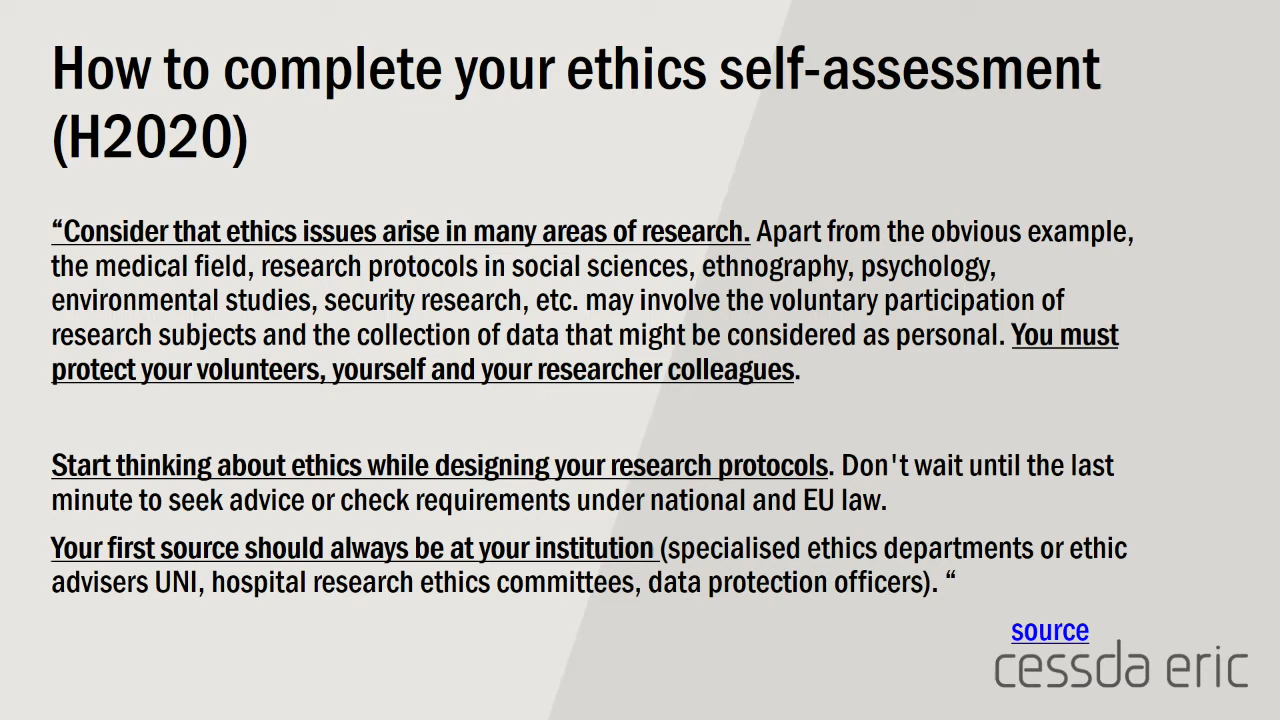 How to complete your ethics self-assessment
(H2020)
“Consider that ethics issues arise in many areas of research. Apart from the obvious example,
the medical field, research protocols in social sciences, ethnography, psychology,
environmental studies, security research, etc. may involve the voluntary participation of
research subjects and the collection of data that might be considered as personal. You must
protect your volunteers, yourself and your researcher colleagues.
Start thinking about ethics while designing your research protocols. Don't wait until the last
minute to seek advice or check requirements under national and EU law.
Your first source should always be at your institution (specialised ethics departments or ethic
advisers UNI, hospital research ethics committees, data protection officers). “
source
cessda eric